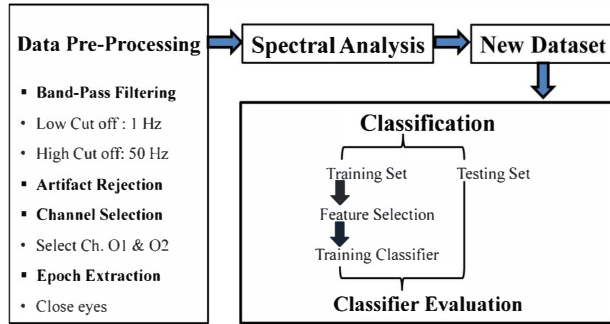 Data Pre-Processing
▪ Band-Pass Filtering
• Low Cut off : 1 Hz
• High Cut off: 50 Hz
▪ Artifact Rejection
▪ Channel Selection
• Select Ch. O1 & O2
▪ Epoch Extraction
• Close eyes
Spectral Analysis
New Dataset
Classification
Training Set
Testing Set
Feature Selection
Training Classifier
Classifier Evaluation